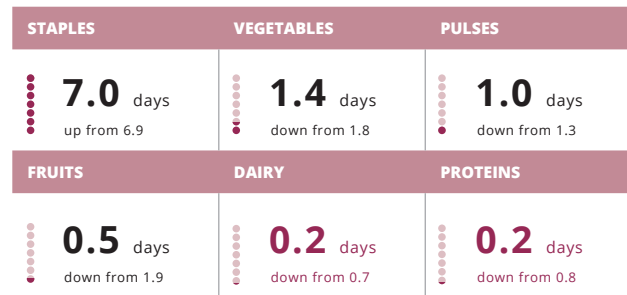 STAPLES VEGETABLES PULSES
7.0 days 1.4 days 1.0 days
up from 6.9 down from 1.8 down from 1.3
FRUITS DAIRY PROTEINS
0.5 days 0.2 days 0.2 days
down from 1.9 down from 0.7 down from 0.8